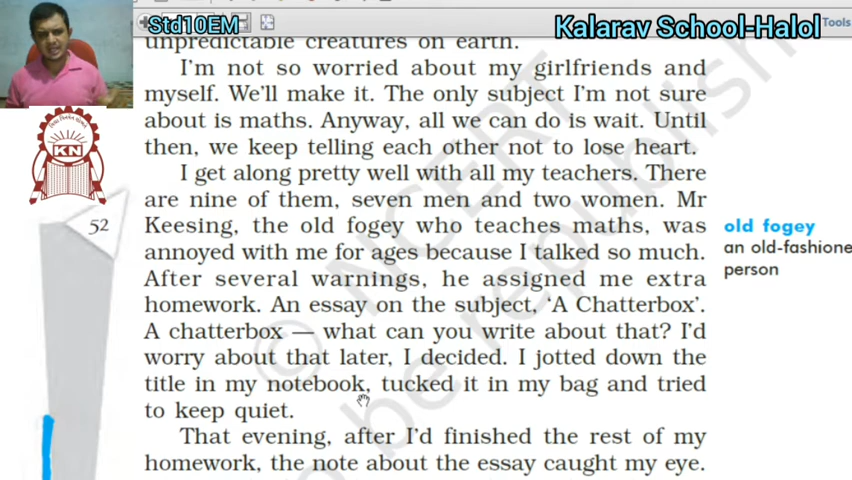 Std10EM
Kalarav School-Halol
Tools
unpredictable creatures on earth.
I'm not so worried about my girlfriends and
myself. We'll make it. The only subject I'm not sure
about is maths. Anyway, all we can do is wait. Until
then, we keep telling each other not to lose heart.
I get along pretty well with all my teachers. There
are nine of them, seven men and two women. Mr
Keesing, the old fogey who teaches maths, was
annoyed with me for ages because I talked so much.
After several warnings, he assigned me extra
homework. An essay on the subject, ‘A Chatterbox’.
A chatterbox — what can you write about that? I'd
worry about that later, I decided. I jotted down the
title in my notebook, tucked it in my bag and tried
to keep quiet.
That evening, after I'd finished the rest of my
homework, the note about the essay caught my eye.
52
old fogey
an old-fashione
person
KN
© NCERT
be republish